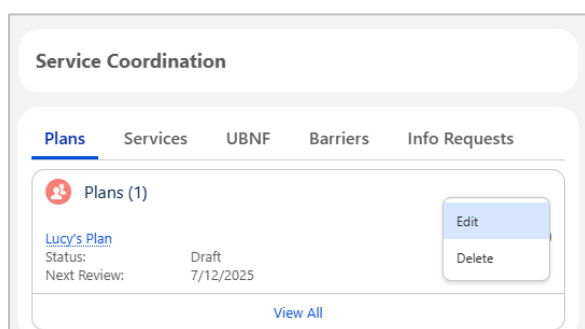 Service Coordination
Plans Services UBNF Barriers Info Requests
Plans (1)
Edit
Lucy's Plan
Status: Draft
Delete
Next Review: 7/12/2025
View All